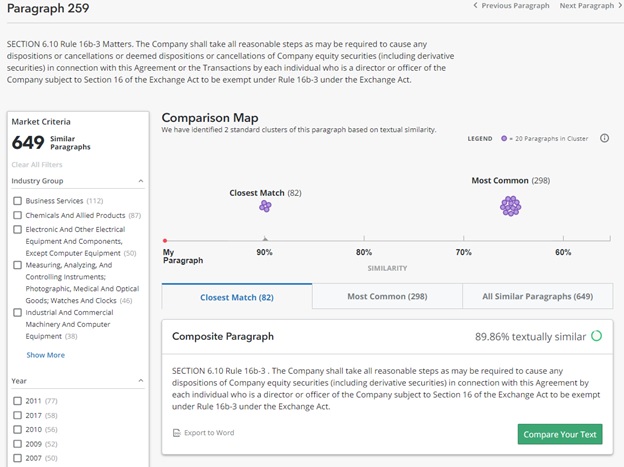 Paragraph 259
Previous Paragraph Next Paragraph
SECTION 6.10 Rule 16b-3 Matters. The Company shall take all reasonable steps as may be required to cause any
dispositions or cancellations or deemed dispositions or cancellations of Company equity securities (including derivative
securities) in connection with this Agreement or the Transactions by each individual who is a director or officer of the
Company subject to Section 16 of the Exchange Act to be exempt under Rule 16b-3 under the Exchange Act.
Market Criteria
649 Similar
Paragraphs
Clear All Filters
Industry Group
Business Services (112)
Chemicals And Allied Products (87)
Electronic And Other Electrical
Equipment And Components,
Except Computer Equipment (50)
Measuring, Analyzing, And
Controlling Instruments;
Photographic, Medical And Optical
Goods; Watches And Clocks (46)
Industrial And Commercial
Machinery And Computer
Equipment (38)
Show More
Year
2011 (77)
2017 (58)
2010 (56)
2009 (52)
2007 (50)
Comparison Map
We have identified 2 standard clusters of this paragraph based on textual similarity.
LEGEND = 20 Paragraphs in Cluster
Closest Match (82)
Most Common (298)
My
Paragraph
90% 80% 70% 60%
SIMILARITY
Closest Match (82) Most Common (298) All Similar Paragraphs (649)
Composite Paragraph 89.86% textually similar
SECTION 6.10 Rule 16b-3 . The Company shall take all reasonable steps as may be required to cause any
dispositions of Company equity securities (including derivative securities) in connection with this Agreement by
each individual who is a director or officer of the Company subject to Section 16 of the Exchange Act to be exempt
under Rule 16b-3 under the Exchange Act.
Export to Word
Compare Your Text